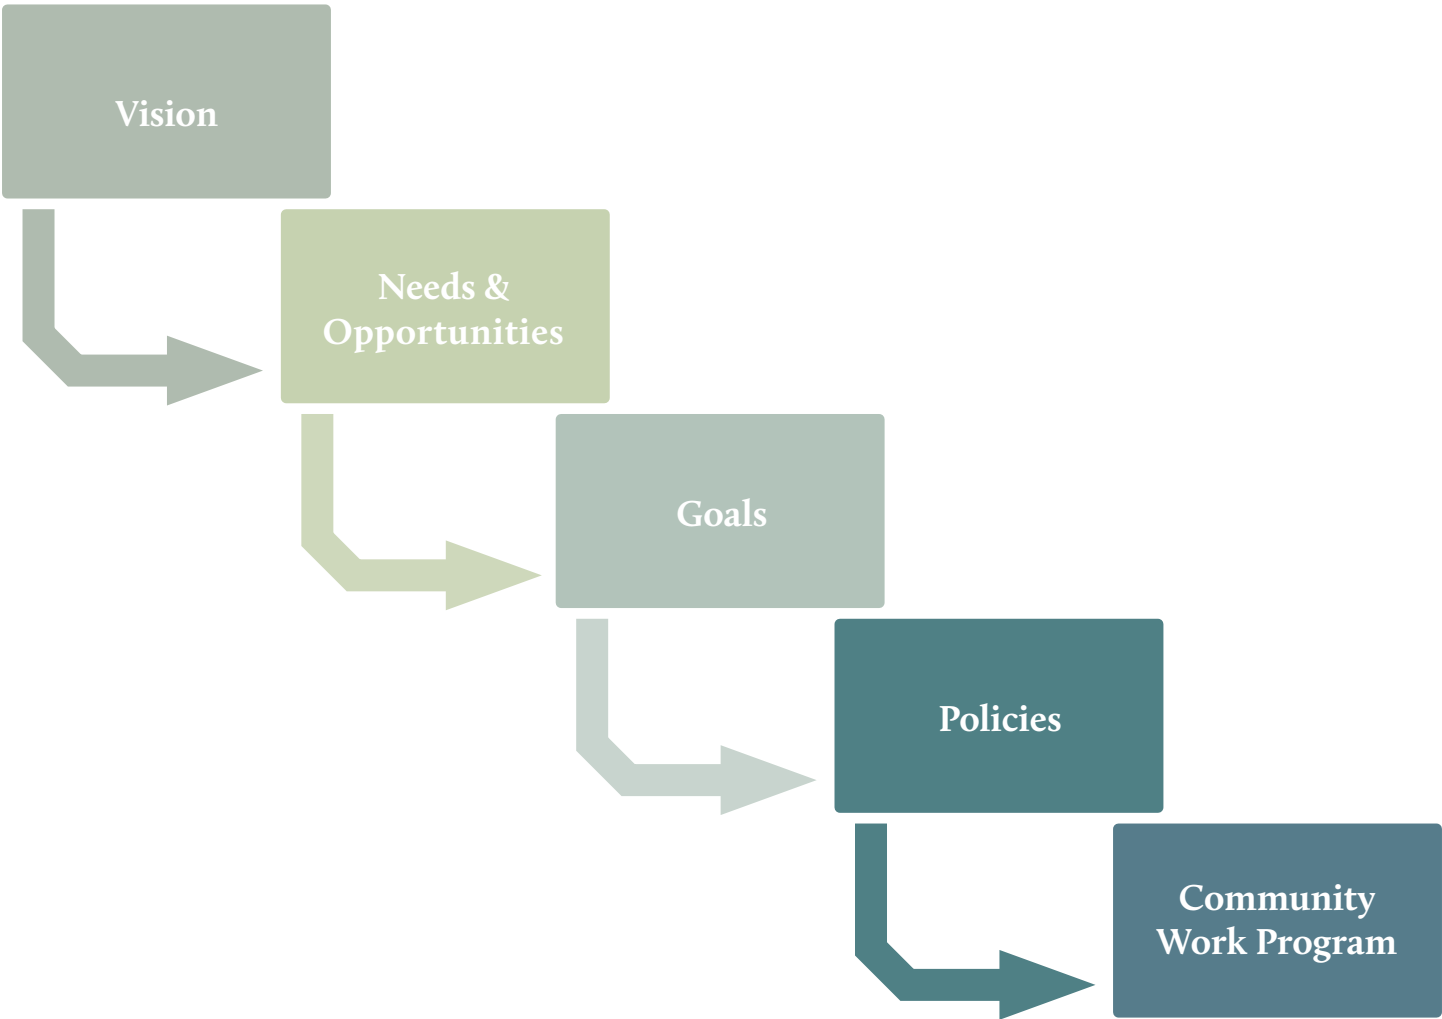 Vision
Needs &
Opportunities
Goals
Policies
Community
Work Program